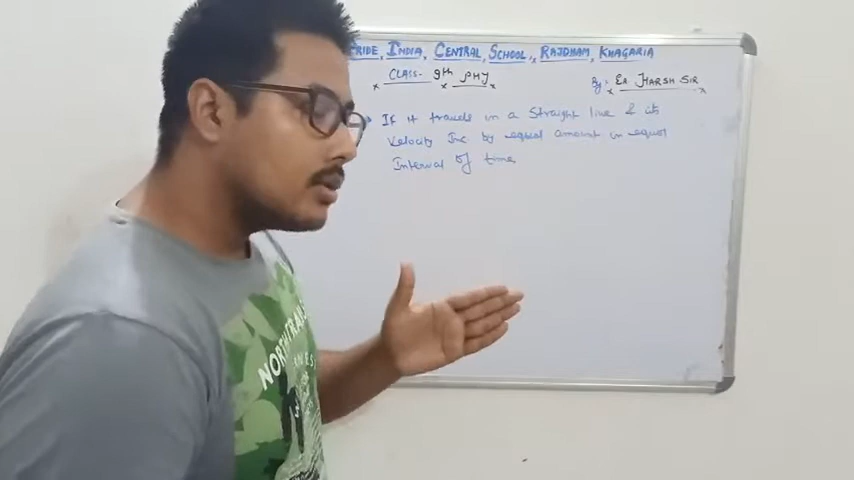 PRIDE INDIA CENTRAL SCHOOL, RAJDHAM, KHAGARIA
CLASS- 9th PHY
By:- ER HARSH SIR
If it travels in a straight line & its
velocity Inc by equal amount in equal
Interval of time
NORTH